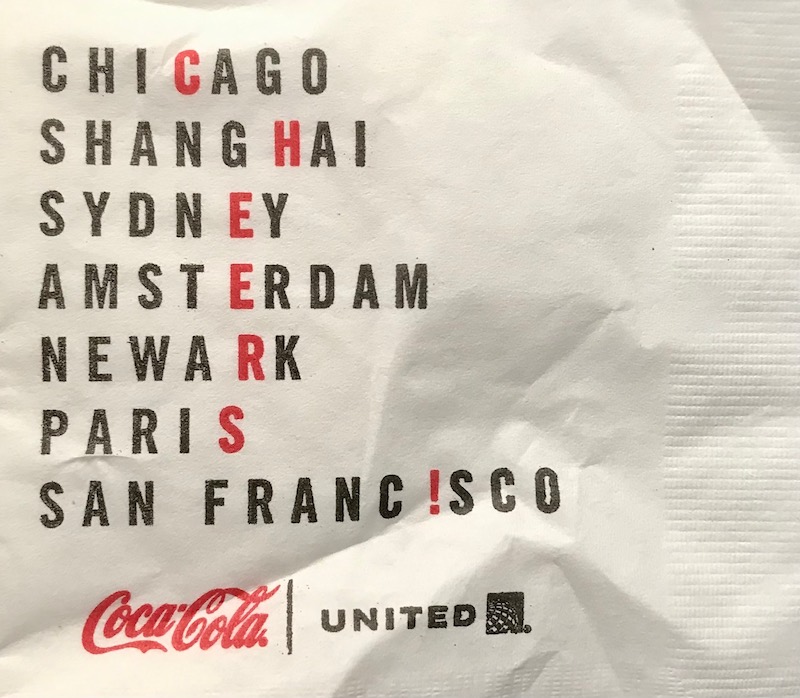 CHICAGO
SHANGHAI
SYDNEY
AMSTERDAM
NEWARK
PARIS
SAN FRANC!SCO
Coca-Cola | UNITED